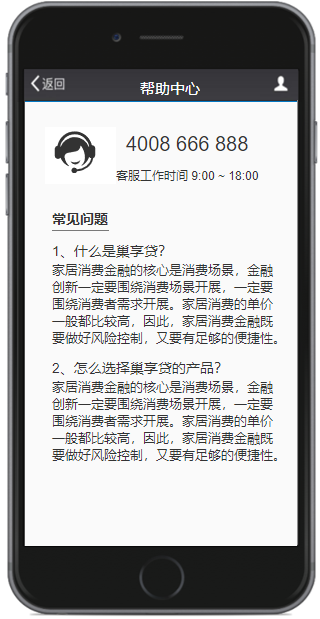 返回
帮助中心
4008 666 888
客服工作时间 9:00 ~ 18:00
常见问题
1、什么是巢享贷?
家居消费金融的核心是消费场景，金融
创新一定要围绕消费场景开展，一定要
围绕消费者需求开展。家居消费的单价
一般都比较高，因此，家居消费金融既
要做好风险控制，又要有足够的便捷性。
2、怎么选择巢享贷的产品?
家居消费金融的核心是消费场景，金融
创新一定要围绕消费场景开展，一定要
围绕消费者需求开展。家居消费的单价
一般都比较高，因此，家居消费金融既
要做好风险控制，又要有足够的便捷性。